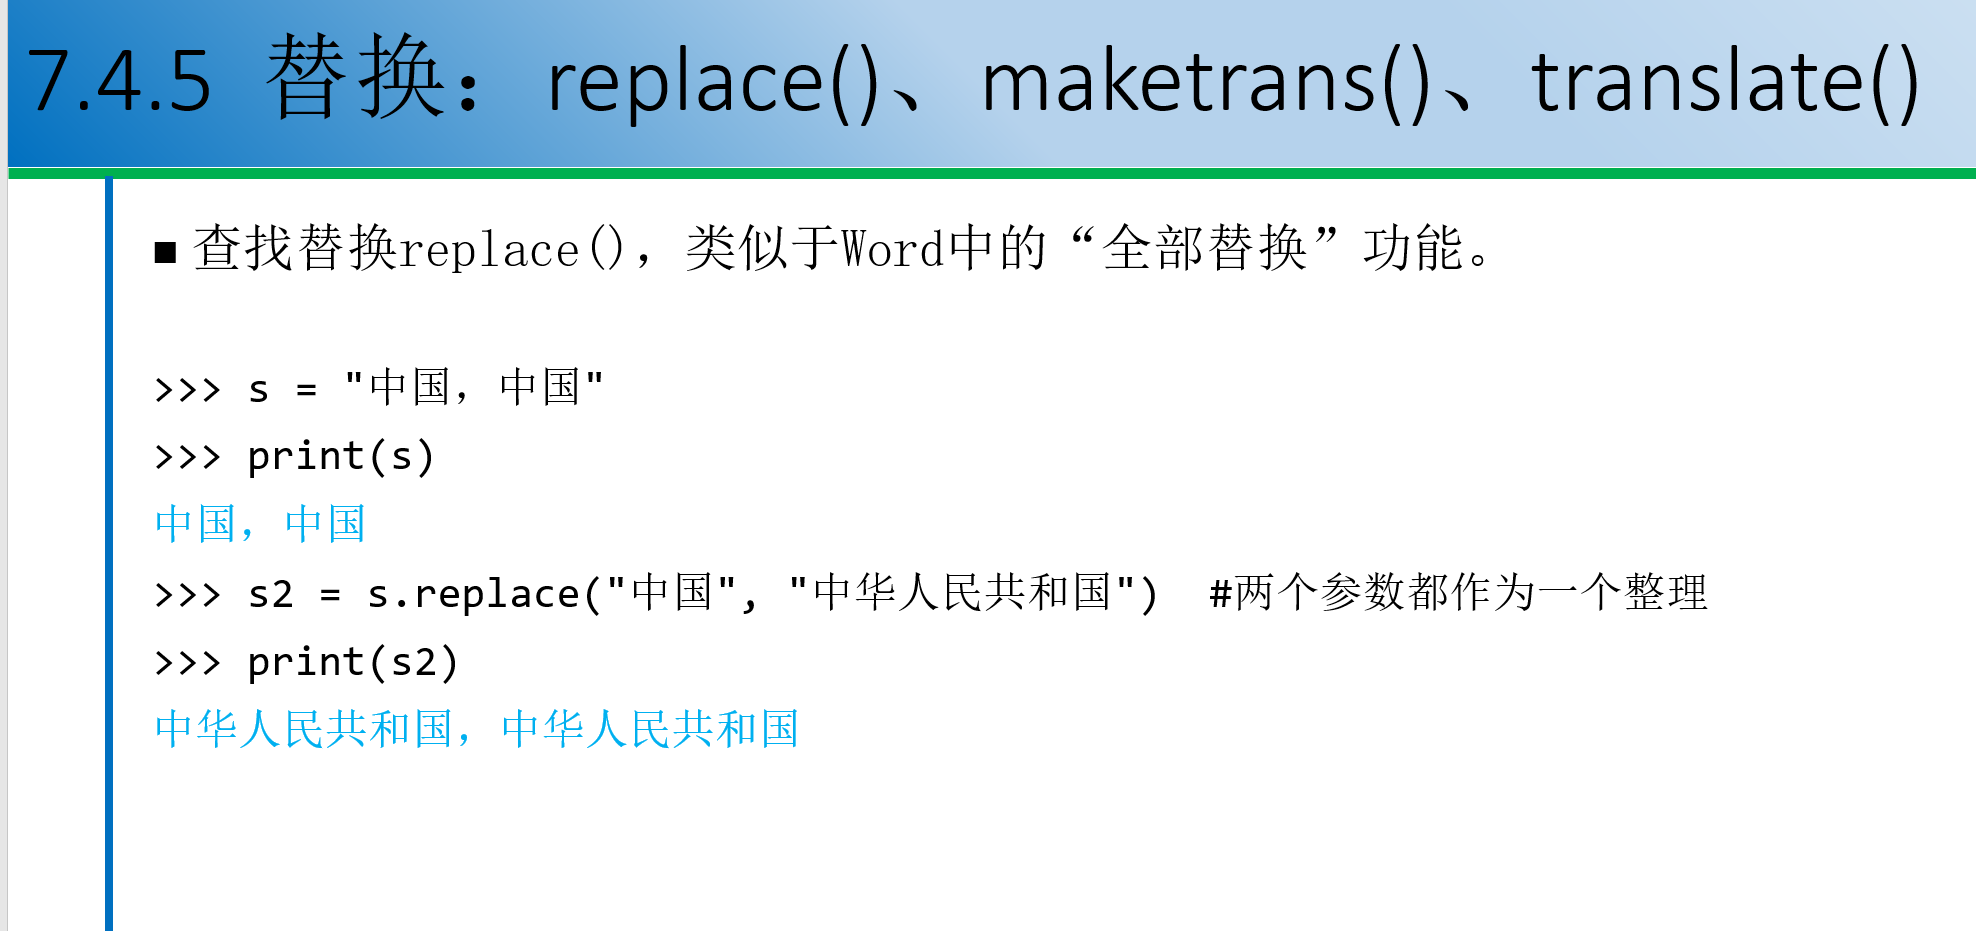 7.4.5 替换：replace()、maketrans()、translate()
■ 查找替换replace()，类似于Word中的“全部替换”功能。
>>> s = "中国，中国"
>>> print(s)
中国，中国
>>> s2 = s.replace("中国", "中华人民共和国") #两个参数都作为一个整理
>>> print(s2)
中华人民共和国，中华人民共和国